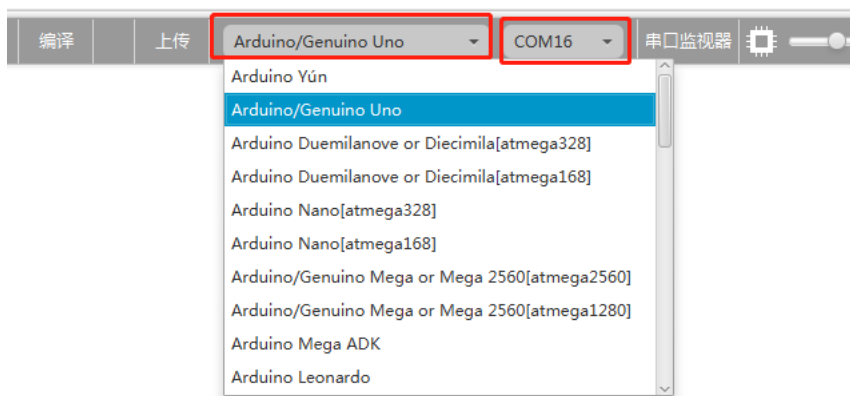 编译 上传 Arduino/Genuino Uno COM16 串口监视器
Arduino Yún
Arduino/Genuino Uno
Arduino Duemilanove or Diecimila[atmega328]
Arduino Duemilanove or Diecimila[atmega168]
Arduino Nano[atmega328]
Arduino Nano[atmega168]
Arduino/Genuino Mega or Mega 2560[atmega2560]
Arduino/Genuino Mega or Mega 2560[atmega1280]
Arduino Mega ADK
Arduino Leonardo